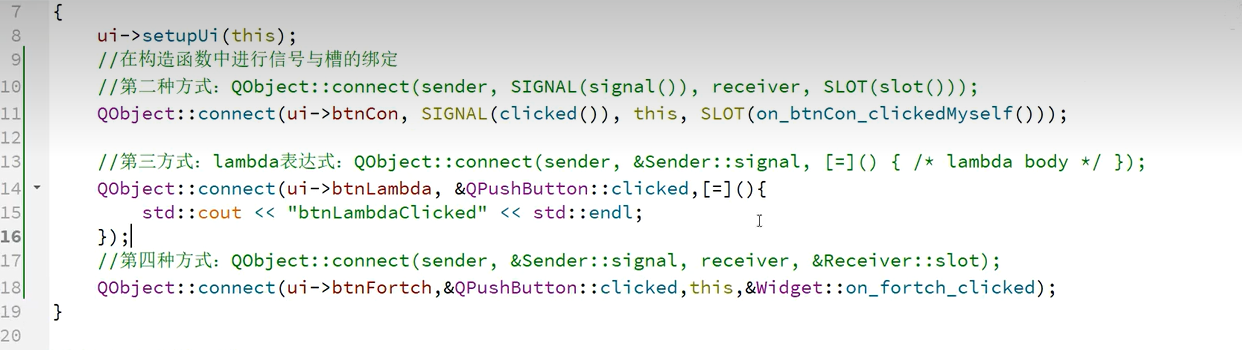 7 {
8 ui->setupUi(this);
9 //在构造函数中进行信号与槽的绑定
10 //第二种方式：QObject::connect(sender, SIGNAL(signal()), receiver, SLOT(slot()));
11 QObject::connect(ui->btnCon, SIGNAL(clicked()), this, SLOT(on_btnCon_clickedMyself()));
12
13 //第三方式：lambda表达式：QObject::connect(sender, &Sender::signal, [=]() { /* lambda body */ });
14 QObject::connect(ui->btnLambda, &QPushButton::clicked,[=](){
15 std::cout << "btnLambdaClicked" << std::endl;
16 });
17 //第四种方式：QObject::connect(sender, &Sender::signal, receiver, &Receiver::slot);
18 QObject::connect(ui->btnFortch,&QPushButton::clicked,this,&Widget::on_fortch_clicked);
19 }
20